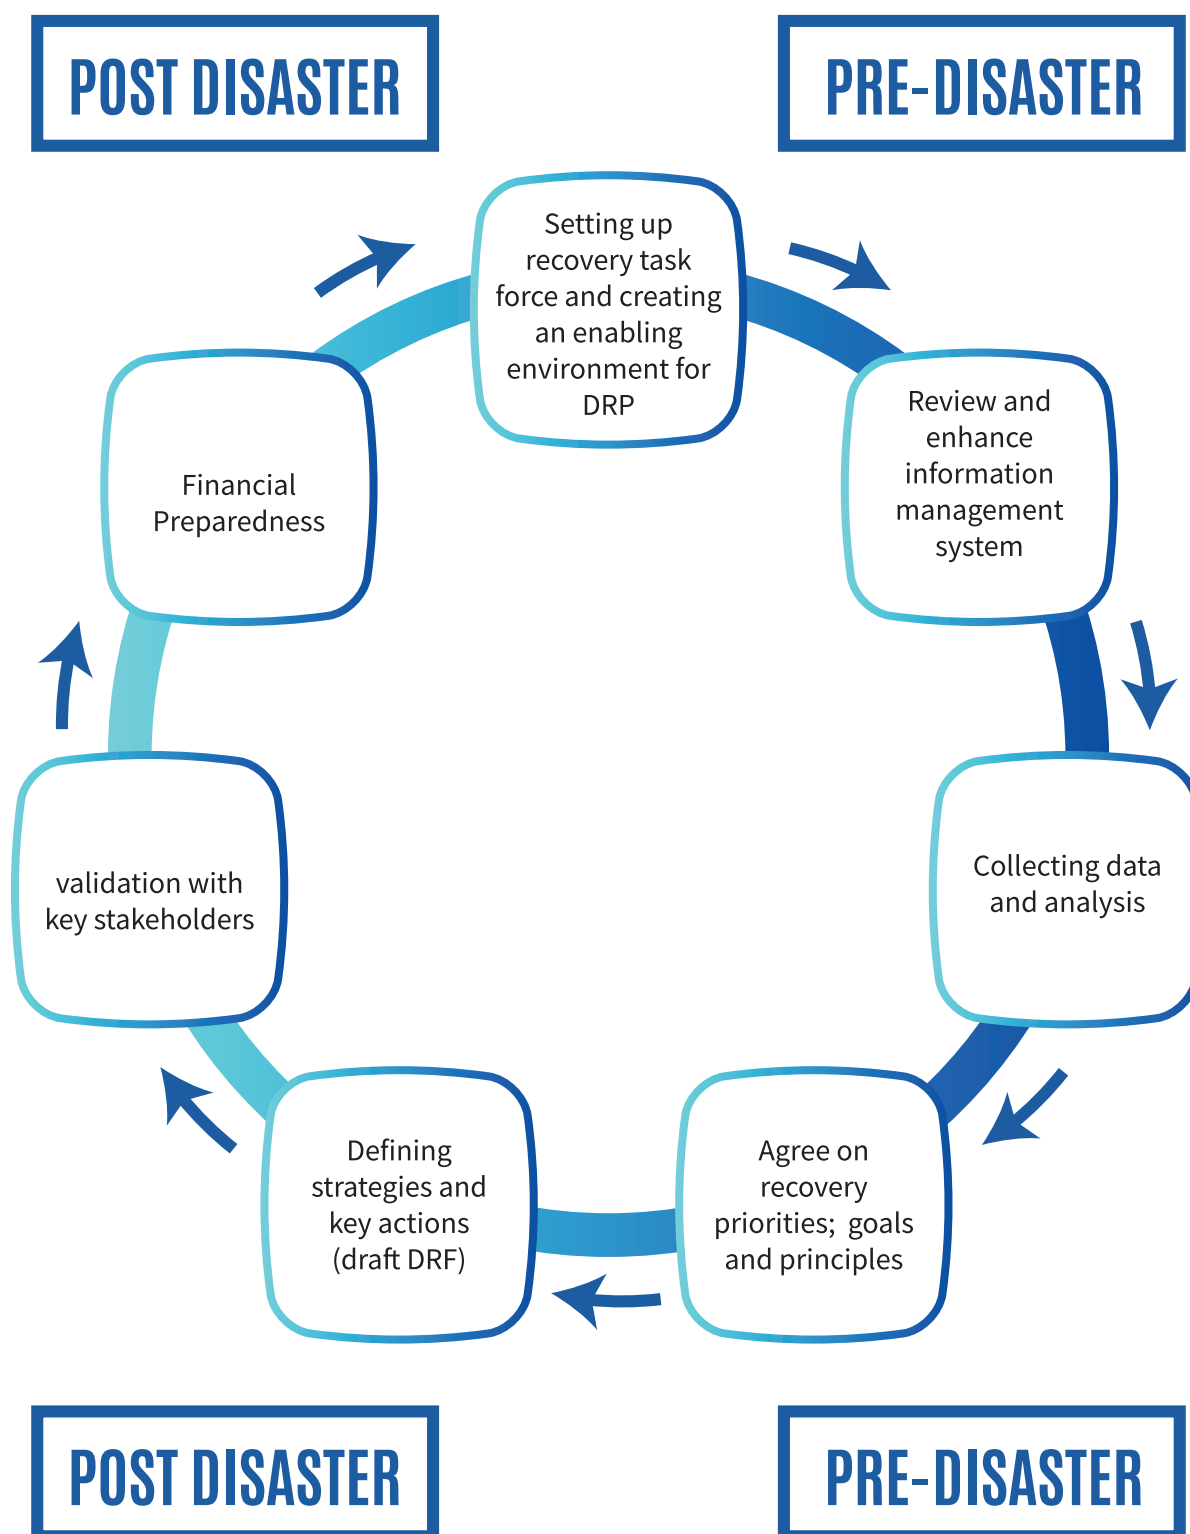 POST DISASTER
PRE-DISASTER
Setting up
recovery task
force and creating
an enabling
environment for
DRP
Review and
enhance
information
management
system
Collecting data
and analysis
Agree on
recovery
priorities;  goals
and principles
Defining
strategies and
key actions
(draft DRF)
validation with
key stakeholders
Financial
Preparedness
POST DISASTER
PRE-DISASTER